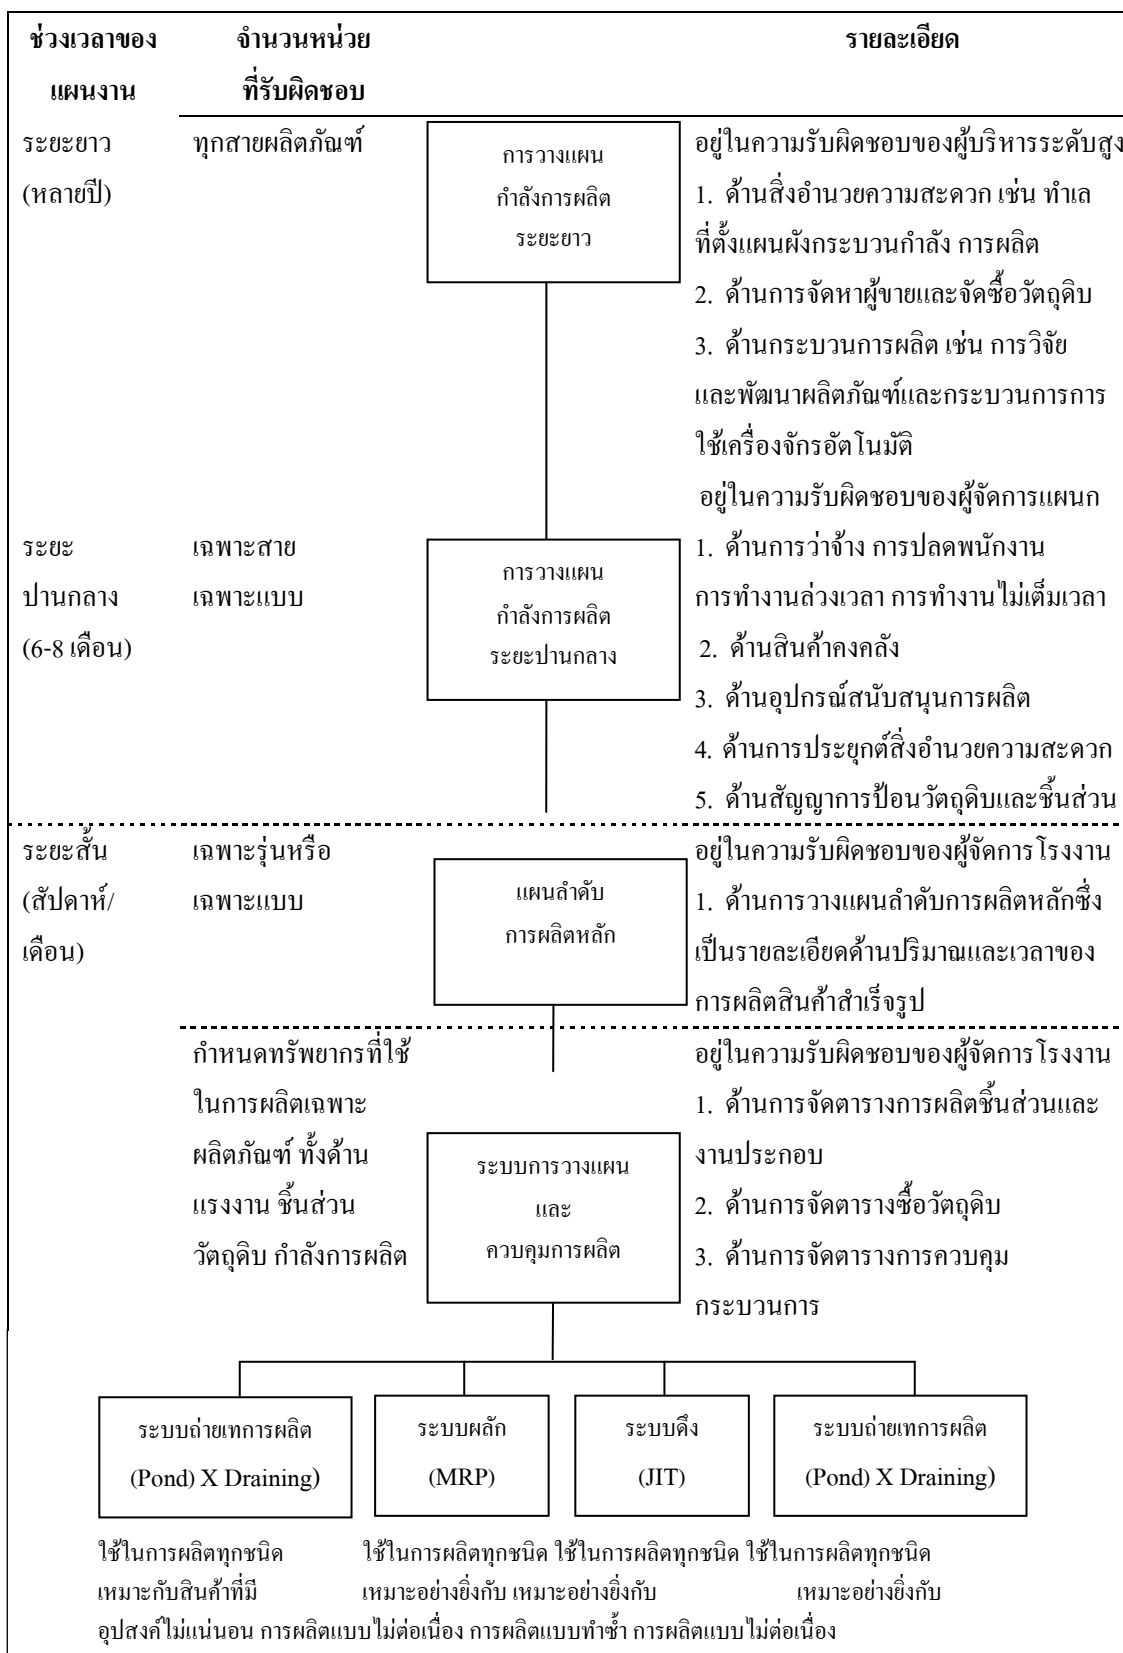 ช่วงเวลาของ จำนวนหน่วย รายละเอียด
แผนงาน ที่รับผิดชอบ
ระยะยาว ทุกสายผลิตภัณฑ์
(หลายปี)
การวางแผน
กำลังการผลิต
ระยะยาว
อยู่ในความรับผิดชอบของผู้บริหารระดับสูง
1. ด้านสิ่งอำนวยความสะดวก เช่น ทำเล
ที่ตั้งแผนผังกระบวนกำลัง การผลิต
2. ด้านการจัดหาผู้ขายและจัดซื้อวัตถุดิบ
3. ด้านกระบวนการผลิต เช่น การวิจัย
และพัฒนาผลิตภัณฑ์และกระบวนการการ
ใช้เครื่องจักรอัตโนมัติ
อยู่ในความรับผิดชอบของผู้จัดการแผนก
ระยะ เฉพาะสาย
ปานกลาง เฉพาะแบบ
(6-8 เดือน)
การวางแผน
กำลังการผลิต
ระยะปานกลาง
1. ด้านการว่าจ้าง การปลดพนักงาน
การทำงานล่วงเวลา การทำงานไม่เต็มเวลา
2. ด้านสินค้าคงคลัง
3. ด้านอุปกรณ์สนับสนุนการผลิต
4. ด้านการประยุกต์สิ่งอำนวยความสะดวก
5. ด้านสัญญาการป้อนวัตถุดิบและชิ้นส่วน
ระยะสั้น เฉพาะรุ่นหรือ
(สัปดาห์/ เฉพาะแบบ
เดือน)
แผนลำดับ
การผลิตหลัก
อยู่ในความรับผิดชอบของผู้จัดการโรงงาน
1. ด้านการวางแผนลำดับการผลิตหลักซึ่ง
เป็นรายละเอียดด้านปริมาณและเวลาของ
การผลิตสินค้าสำเร็จรูป
กำหนดทรัพยากรที่ใช้
ในการผลิตเฉพาะ
ผลิตภัณฑ์ ทั้งด้าน
แรงงาน ชิ้นส่วน
วัตถุดิบ กำลังการผลิต
ระบบการวางแผน
และ
ควบคุมการผลิต
อยู่ในความรับผิดชอบของผู้จัดการโรงงาน
1. ด้านการจัดตารางการผลิตชิ้นส่วนและ
งานประกอบ
2. ด้านการจัดตารางซื้อวัตถุดิบ
3. ด้านการจัดตารางการควบคุม
กระบวนการ
ระบบถ่ายเทการผลิต
(Pond) X Draining)
ระบบผลัก
(MRP)
ระบบดึง
(JIT)
ระบบถ่ายเทการผลิต
(Pond) X Draining)
ใช้ในการผลิตทุกชนิด ใช้ในการผลิตทุกชนิด ใช้ในการผลิตทุกชนิด ใช้ในการผลิตทุกชนิด
เหมาะกับสินค้าที่มี เหมาะอย่างยิ่งกับ เหมาะอย่างยิ่งกับ เหมาะอย่างยิ่งกับ
อุปสงค์ไม่แน่นอน การผลิตแบบไม่ต่อเนื่อง การผลิตแบบทำซ้ำ การผลิตแบบไม่ต่อเนื่อง